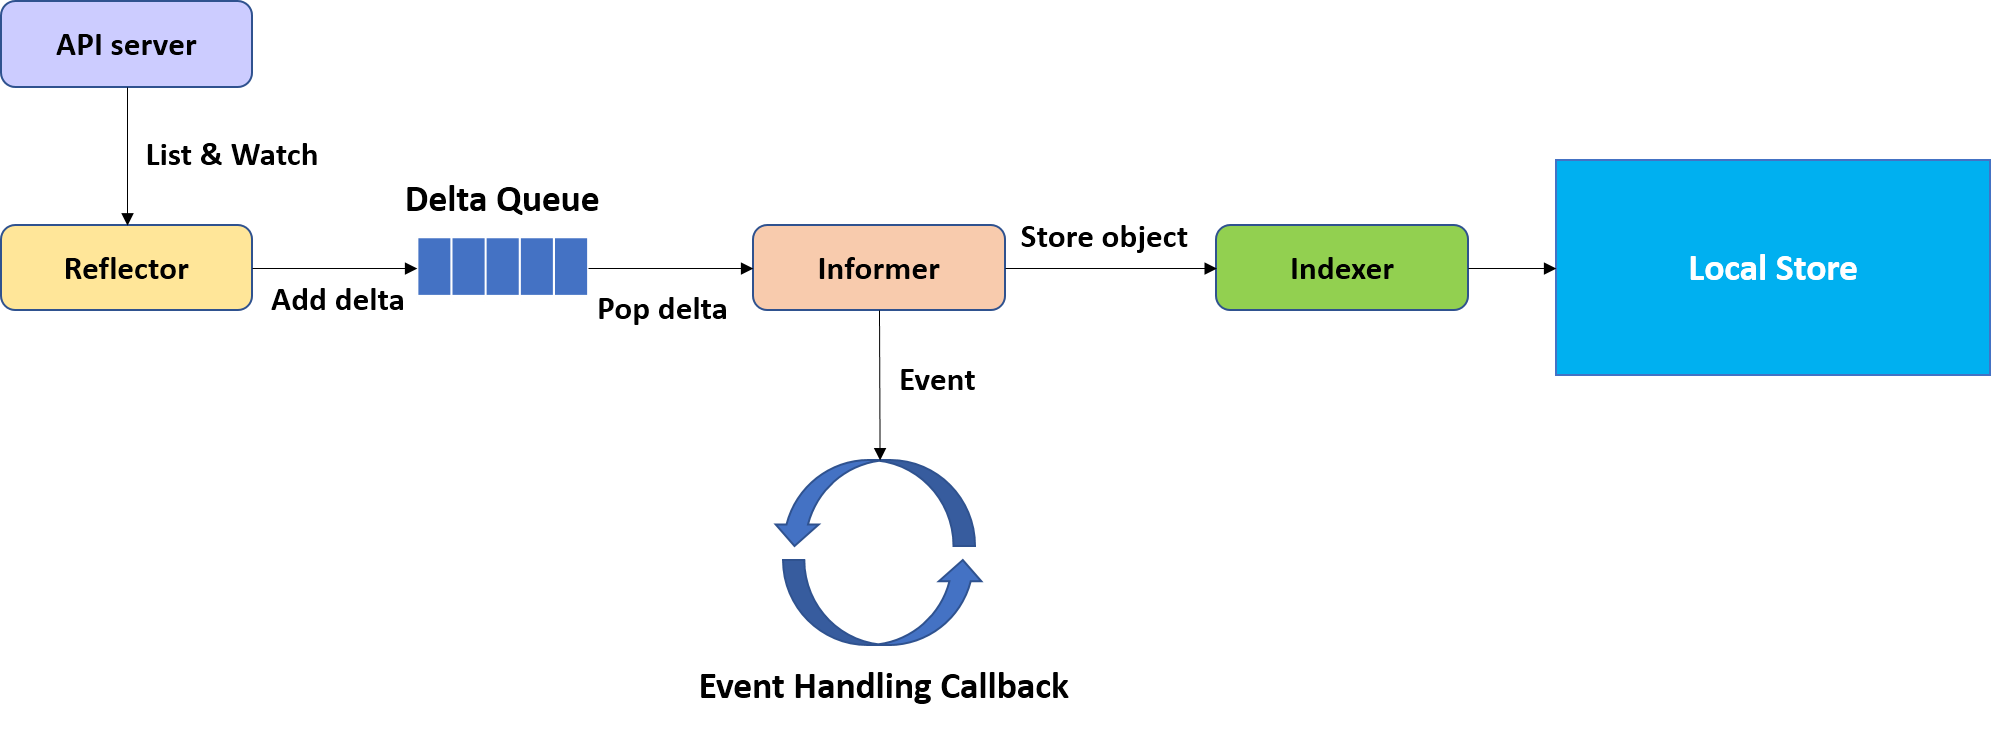 API server
List & Watch
Delta Queue
Reflector
Add delta
Pop delta
Informer
Store object
Indexer
Local Store
Event
Event Handling Callback